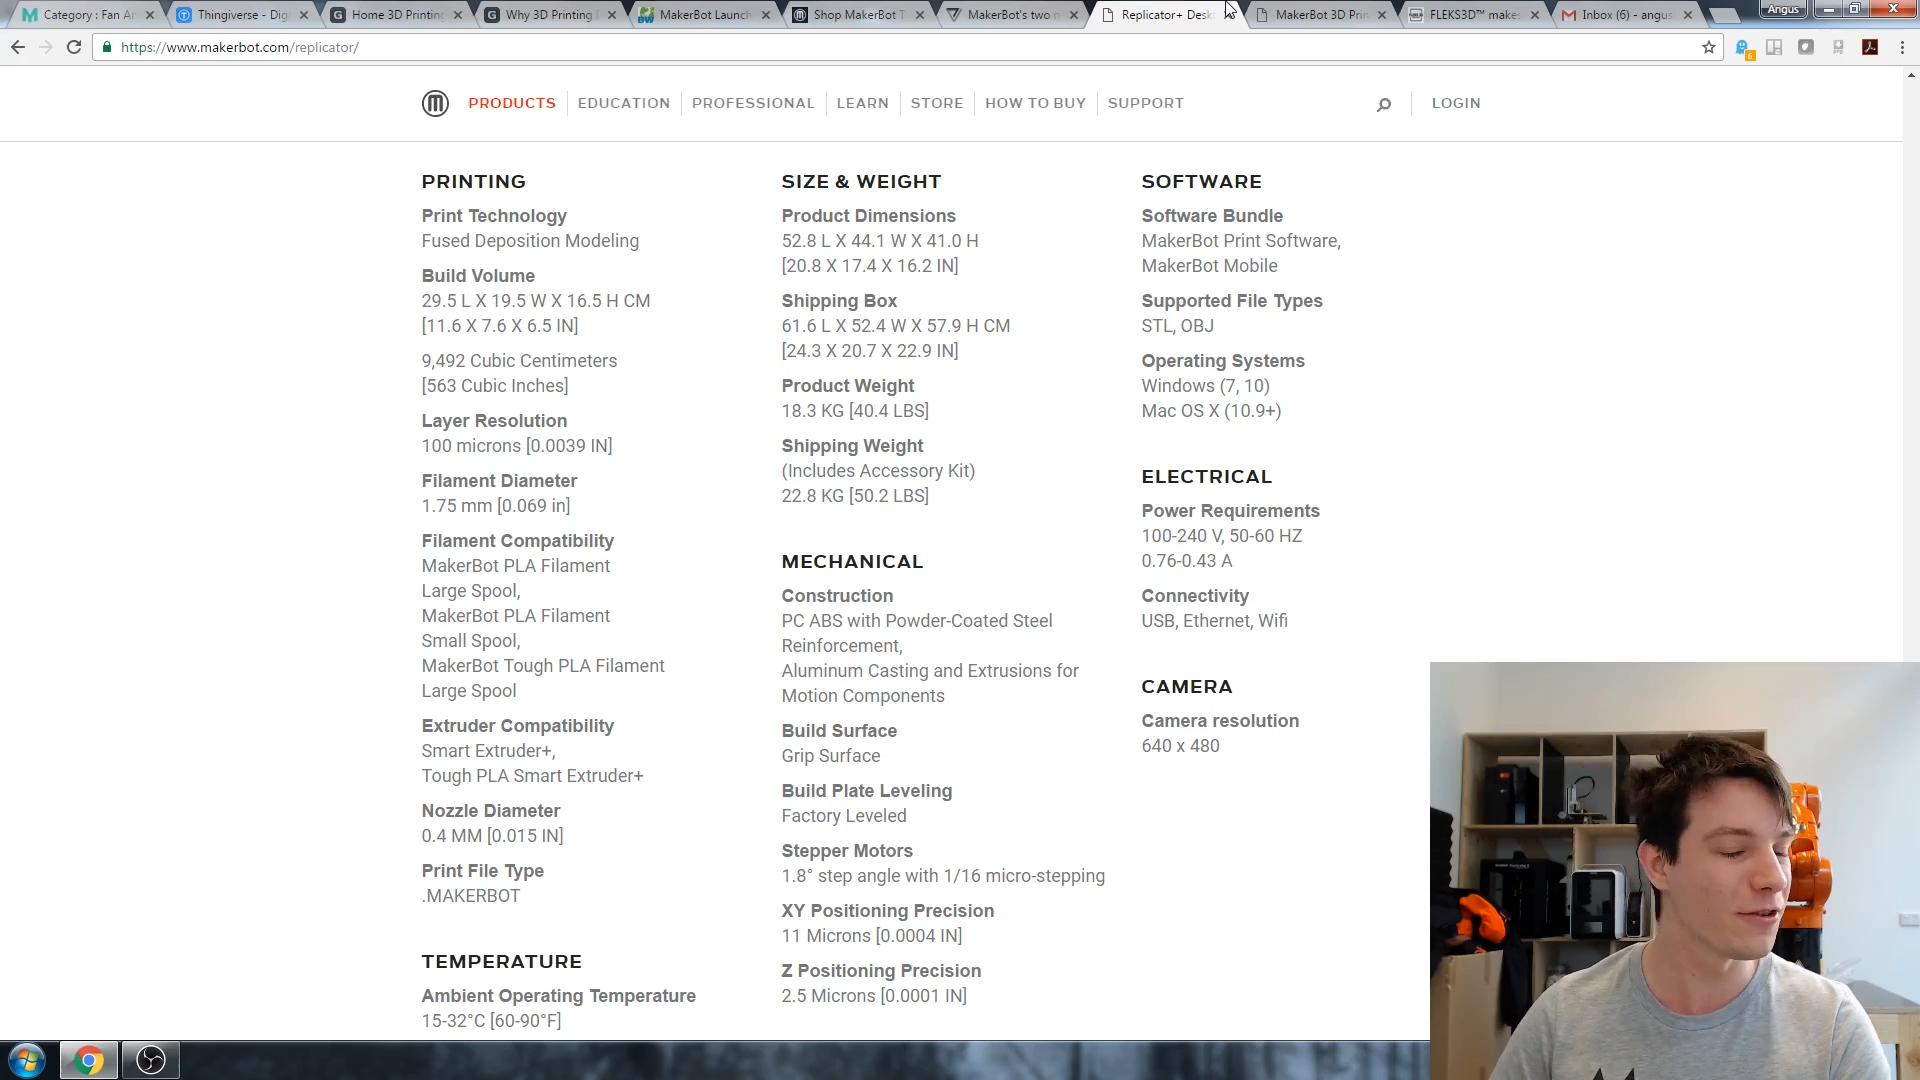 Category : Fan A
Thingiverse - Digi
Home 3D Printing
Why 3D Printing
MakerBot Launch
Shop MakerBot T
MakerBot's two n
Replicator+ Desk
MakerBot 3D Prin
FLEKS3D™ makes
Inbox (6) - angus
Angus
https://www.makerbot.com/replicator/
6
PRODUCTS
EDUCATION
PROFESSIONAL
LEARN
STORE
HOW TO BUY
SUPPORT
LOGIN
PRINTING
Print Technology
Fused Deposition Modeling
Build Volume
29.5 L X 19.5 W X 16.5 H CM
[11.6 X 7.6 X 6.5 IN]
9,492 Cubic Centimeters
[563 Cubic Inches]
Layer Resolution
100 microns [0.0039 IN]
Filament Diameter
1.75 mm [0.069 in]
Filament Compatibility
MakerBot PLA Filament
Large Spool,
MakerBot PLA Filament
Small Spool,
MakerBot Tough PLA Filament
Large Spool
Extruder Compatibility
Smart Extruder+,
Tough PLA Smart Extruder+
Nozzle Diameter
0.4 MM [0.015 IN]
Print File Type
.MAKERBOT
TEMPERATURE
Ambient Operating Temperature
15-32°C [60-90°F]
SIZE & WEIGHT
Product Dimensions
52.8 L X 44.1 W X 41.0 H
[20.8 X 17.4 X 16.2 IN]
Shipping Box
61.6 L X 52.4 W X 57.9 H CM
[24.3 X 20.7 X 22.9 IN]
Product Weight
18.3 KG [40.4 LBS]
Shipping Weight
(Includes Accessory Kit)
22.8 KG [50.2 LBS]
MECHANICAL
Construction
PC ABS with Powder-Coated Steel
Reinforcement,
Aluminum Casting and Extrusions for
Motion Components
Build Surface
Grip Surface
Build Plate Leveling
Factory Leveled
Stepper Motors
1.8° step angle with 1/16 micro-stepping
XY Positioning Precision
11 Microns [0.0004 IN]
Z Positioning Precision
2.5 Microns [0.0001 IN]
SOFTWARE
Software Bundle
MakerBot Print Software,
MakerBot Mobile
Supported File Types
STL, OBJ
Operating Systems
Windows (7, 10)
Mac OS X (10.9+)
ELECTRICAL
Power Requirements
100-240 V, 50-60 HZ
0.76-0.43 A
Connectivity
USB, Ethernet, Wifi
CAMERA
Camera resolution
640 x 480